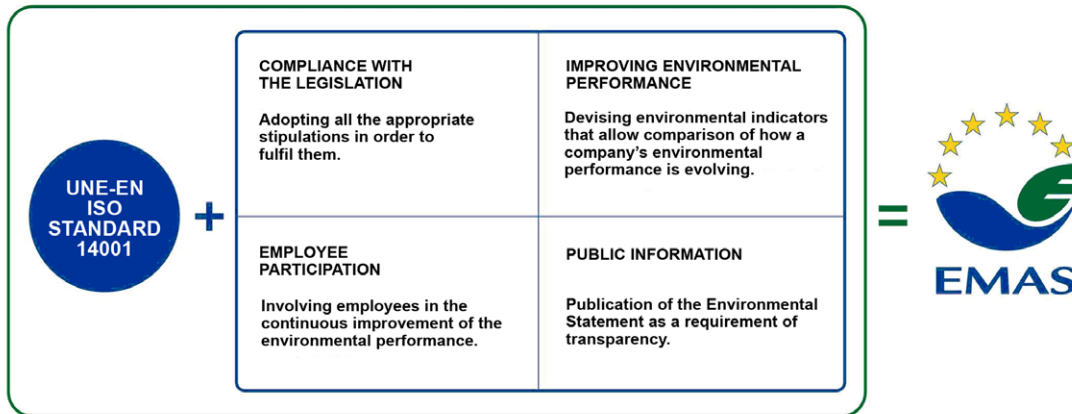 UNE-EN
ISO
STANDARD
14001
+
COMPLIANCE WITH
THE LEGISLATION
Adopting all the appropriate
stipulations in order to
fulfil them.
IMPROVING ENVIRONMENTAL
PERFORMANCE
Devising environmental indicators
that allow comparison of how a
company's environmental
performance is evolving.
EMPLOYEE
PARTICIPATION
Involving employees in the
continuous improvement of the
environmental performance.
PUBLIC INFORMATION
Publication of the Environmental
Statement as a requirement of
transparency.
=
EMAS